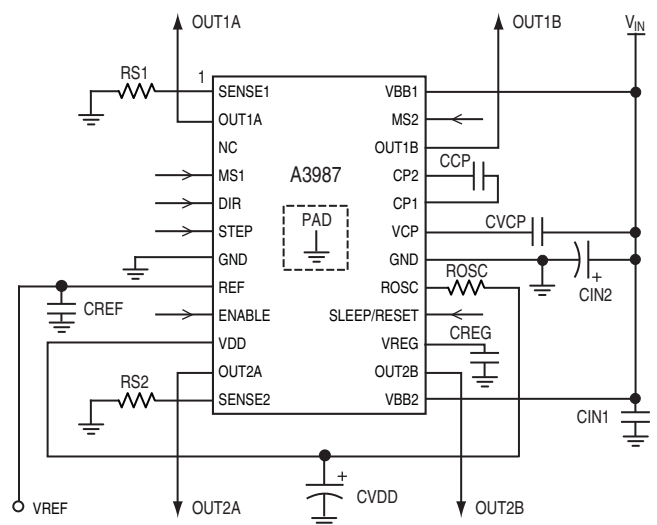 OUT1A
OUT1B
VIN
RS1
1
SENSE1
VBB1
OUT1A
MS2
NC
OUT1B
CCP
MS1
A3987
CP2
DIR
CP1
STEP
PAD
VCP
CVCP
GND
GND
REF
ROSC
ROSC
+
CIN2
CREF
ENABLE
SLEEP/RESET
CREG
VDD
VREG
OUT2A
OUT2B
RS2
SENSE2
VBB2
CIN1
+
VREF
OUT2A
CVDD
OUT2B